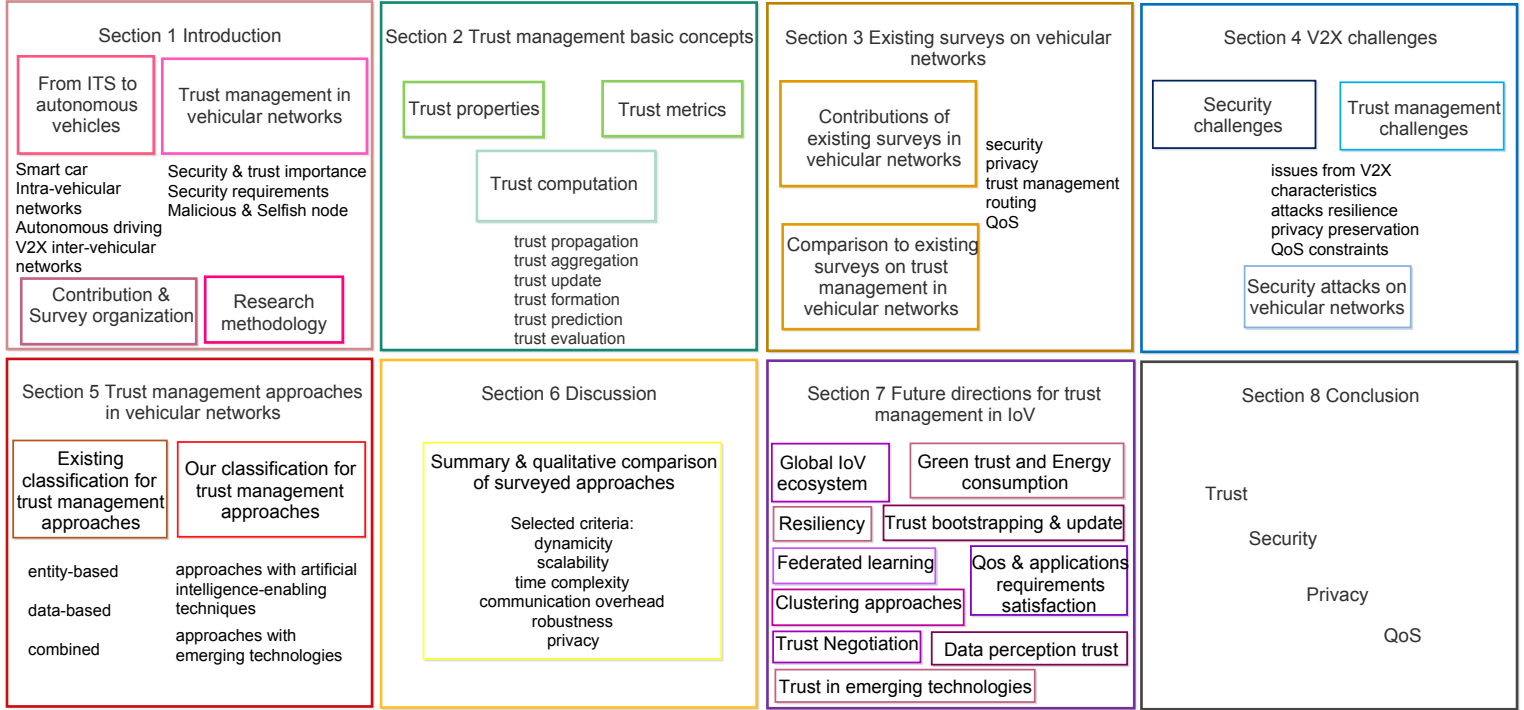 Section 1 Introduction
From ITS to
autonomous
vehicles
Trust management in
vehicular networks
Smart car
Intra-vehicular
networks
Autonomous driving
V2X inter-vehicular
networks
Security & trust importance
Security requirements
Malicious & Selfish node
Contribution &
Survey organization
Research
methodology
Section 2 Trust management basic concepts
Trust properties
Trust metrics
Trust computation
trust propagation
trust aggregation
trust update
trust formation
trust prediction
trust evaluation
Section 3 Existing surveys on vehicular
networks
Contributions of
existing surveys in
vehicular networks
security
privacy
trust management
routing
QoS
Comparison to existing
surveys on trust
management in
vehicular networks
Section 4 V2X challenges
Security
challenges
Trust management
challenges
issues from V2X
characteristics
attacks resilience
privacy preservation
QoS constraints
Security attacks on
vehicular networks
Section 5 Trust management approaches
in vehicular networks
Existing
classification for
trust management
approaches
Our classification for
trust management
approaches
entity-based
data-based
combined
approaches with artificial
intelligence-enabling
techniques
approaches with
emerging technologies
Section 6 Discussion
Summary & qualitative comparison
of surveyed approaches
Selected criteria:
dynamicity
scalability
time complexity
communication overhead
robustness
privacy
Section 7 Future directions for trust
management in IoV
Global IoV
ecosystem
Green trust and Energy
consumption
Resiliency
Trust bootstrapping & update
Federated learning
Qos & applications
requirements
satisfaction
Clustering approaches
Trust Negotiation
Data perception trust
Trust in emerging technologies
Section 8 Conclusion
Trust
Security
Privacy
QoS